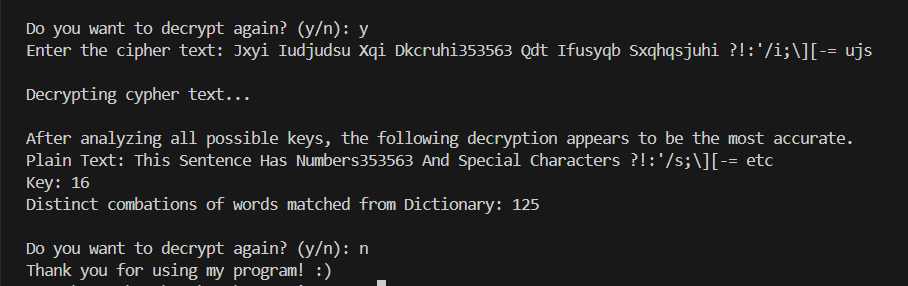 Do you want to decrypt again? (y/n): y
Enter the cipher text: Jxyi Iudjudsu Xqi Dkcruhi353563 Qdt Ifusyqb Sxqhqsjuhi ?!:'/i;\][-= ujs
Decrypting cypher text...
After analyzing all possible keys, the following decryption appears to be the most accurate.
Plain Text: This Sentence Has Numbers353563 And Special Characters ?!:'/s;\][-= etc
Key: 16
Distinct combations of words matched from Dictionary: 125
Do you want to decrypt again? (y/n): n
Thank you for using my program! :)